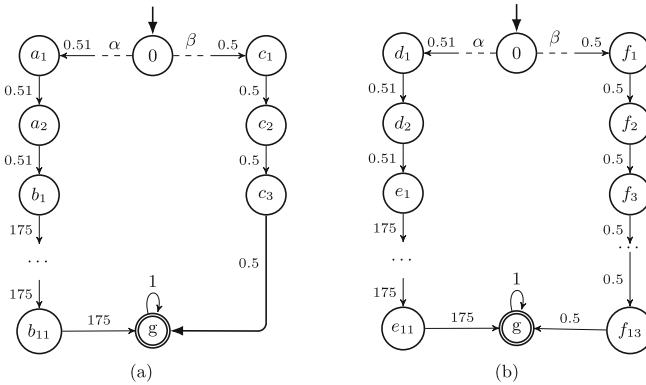 0.51 α 0 β 0.5
a₁ c₁
0.51 0.5
a₂ c₂
0.51 0.5
b₁ c₃
175
...
0.5
175
1
b₁₁ 175 g
(a)
0.51 α 0 β 0.5
d₁ f₁
0.51 0.5
d₂ f₂
0.51 0.5
e₁ f₃
175 0.5
... ...
175 0.5
1
e₁₁ 175 g 0.5 f₁₃
(b)